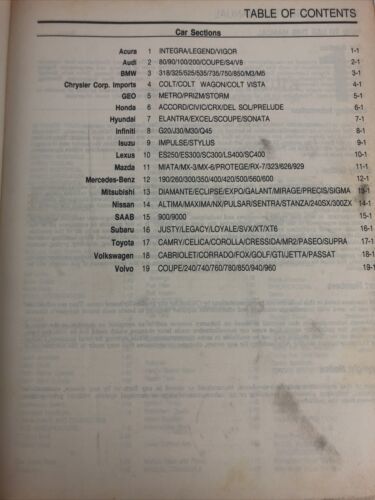 TABLE OF CONTENTS
Car Sections
Acura 1 INTEGRA/LEGEND/VIGOR 1-1
Audi 2 80/90/100/200/COUPE/S4/V8 2-1
BMW 3 318/325/525/535/735/750/850/M3/M5 3-1
Chrysler Corp. Imports 4 COLT/COLT WAGON/COLT VISTA 4-1
GEO 5 METRO/PRIZM/STORM 5-1
Honda 6 ACCORD/CIVIC/CRX/DEL SOL/PRELUDE 6-1
Hyundai 7 ELANTRA/EXCEL/SCOUPE/SONATA 7-1
Infiniti 8 G20/J30/M30/Q45 8-1
Isuzu 9 IMPULSE/STYLUS 9-1
Lexus 10 ES250/ES300/SC300/LS400/SC400 10-1
Mazda 11 MIATA/MX-3/MX-6/PROTEGE/RX-7/323/626/929 11-1
Mercedes-Benz 12 190/260/300/350/400/420/500/560/600 12-1
Mitsubishi 13 DIAMANTE/ECLIPSE/EXPO/GALANT/MIRAGE/PRECIS/SIGMA 13-1
Nissan 14 ALTIMA/MAXIMA/NX/PULSAR/SENTRA/STANZA/240SX/300ZX 14-1
SAAB 15 900/9000 15-1
Subaru 16 JUSTY/LEGACY/LOYALE/SVX/XT/XT6 16-1
Toyota 17 CAMRY/CELICA/COROLLA/CRESSIDA/MR2/PASEO/SUPRA 17-1
Volkswagen 18 CABRIOLET/CORRADO/FOX/GOLF/GTI/JETTA/PASSAT 18-1
Volvo 19 COUPE/240/740/760/780/850/940/960 19-1